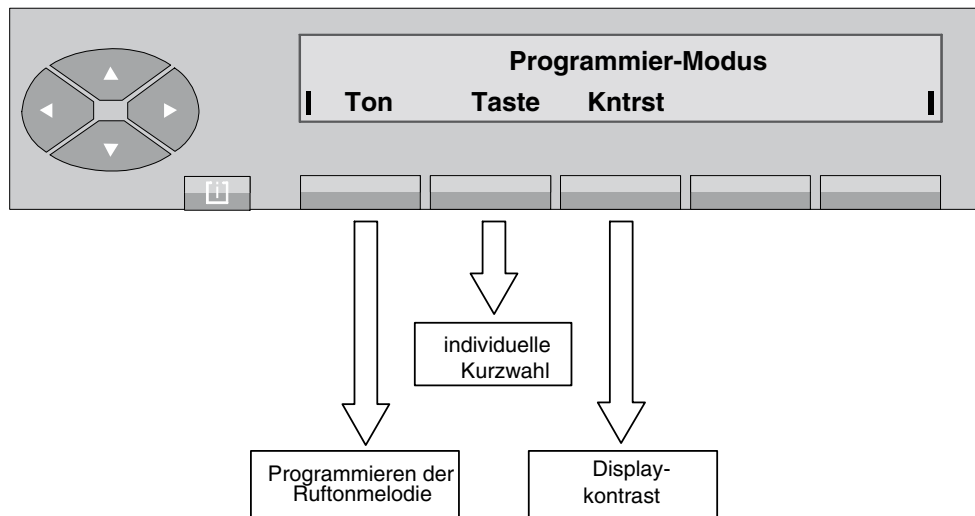 Programmier-Modus
Ton Taste Kntrst
[i]
individuelle
Kurzwahl
Programmieren der
Ruftonmelodie
Display-
kontrast